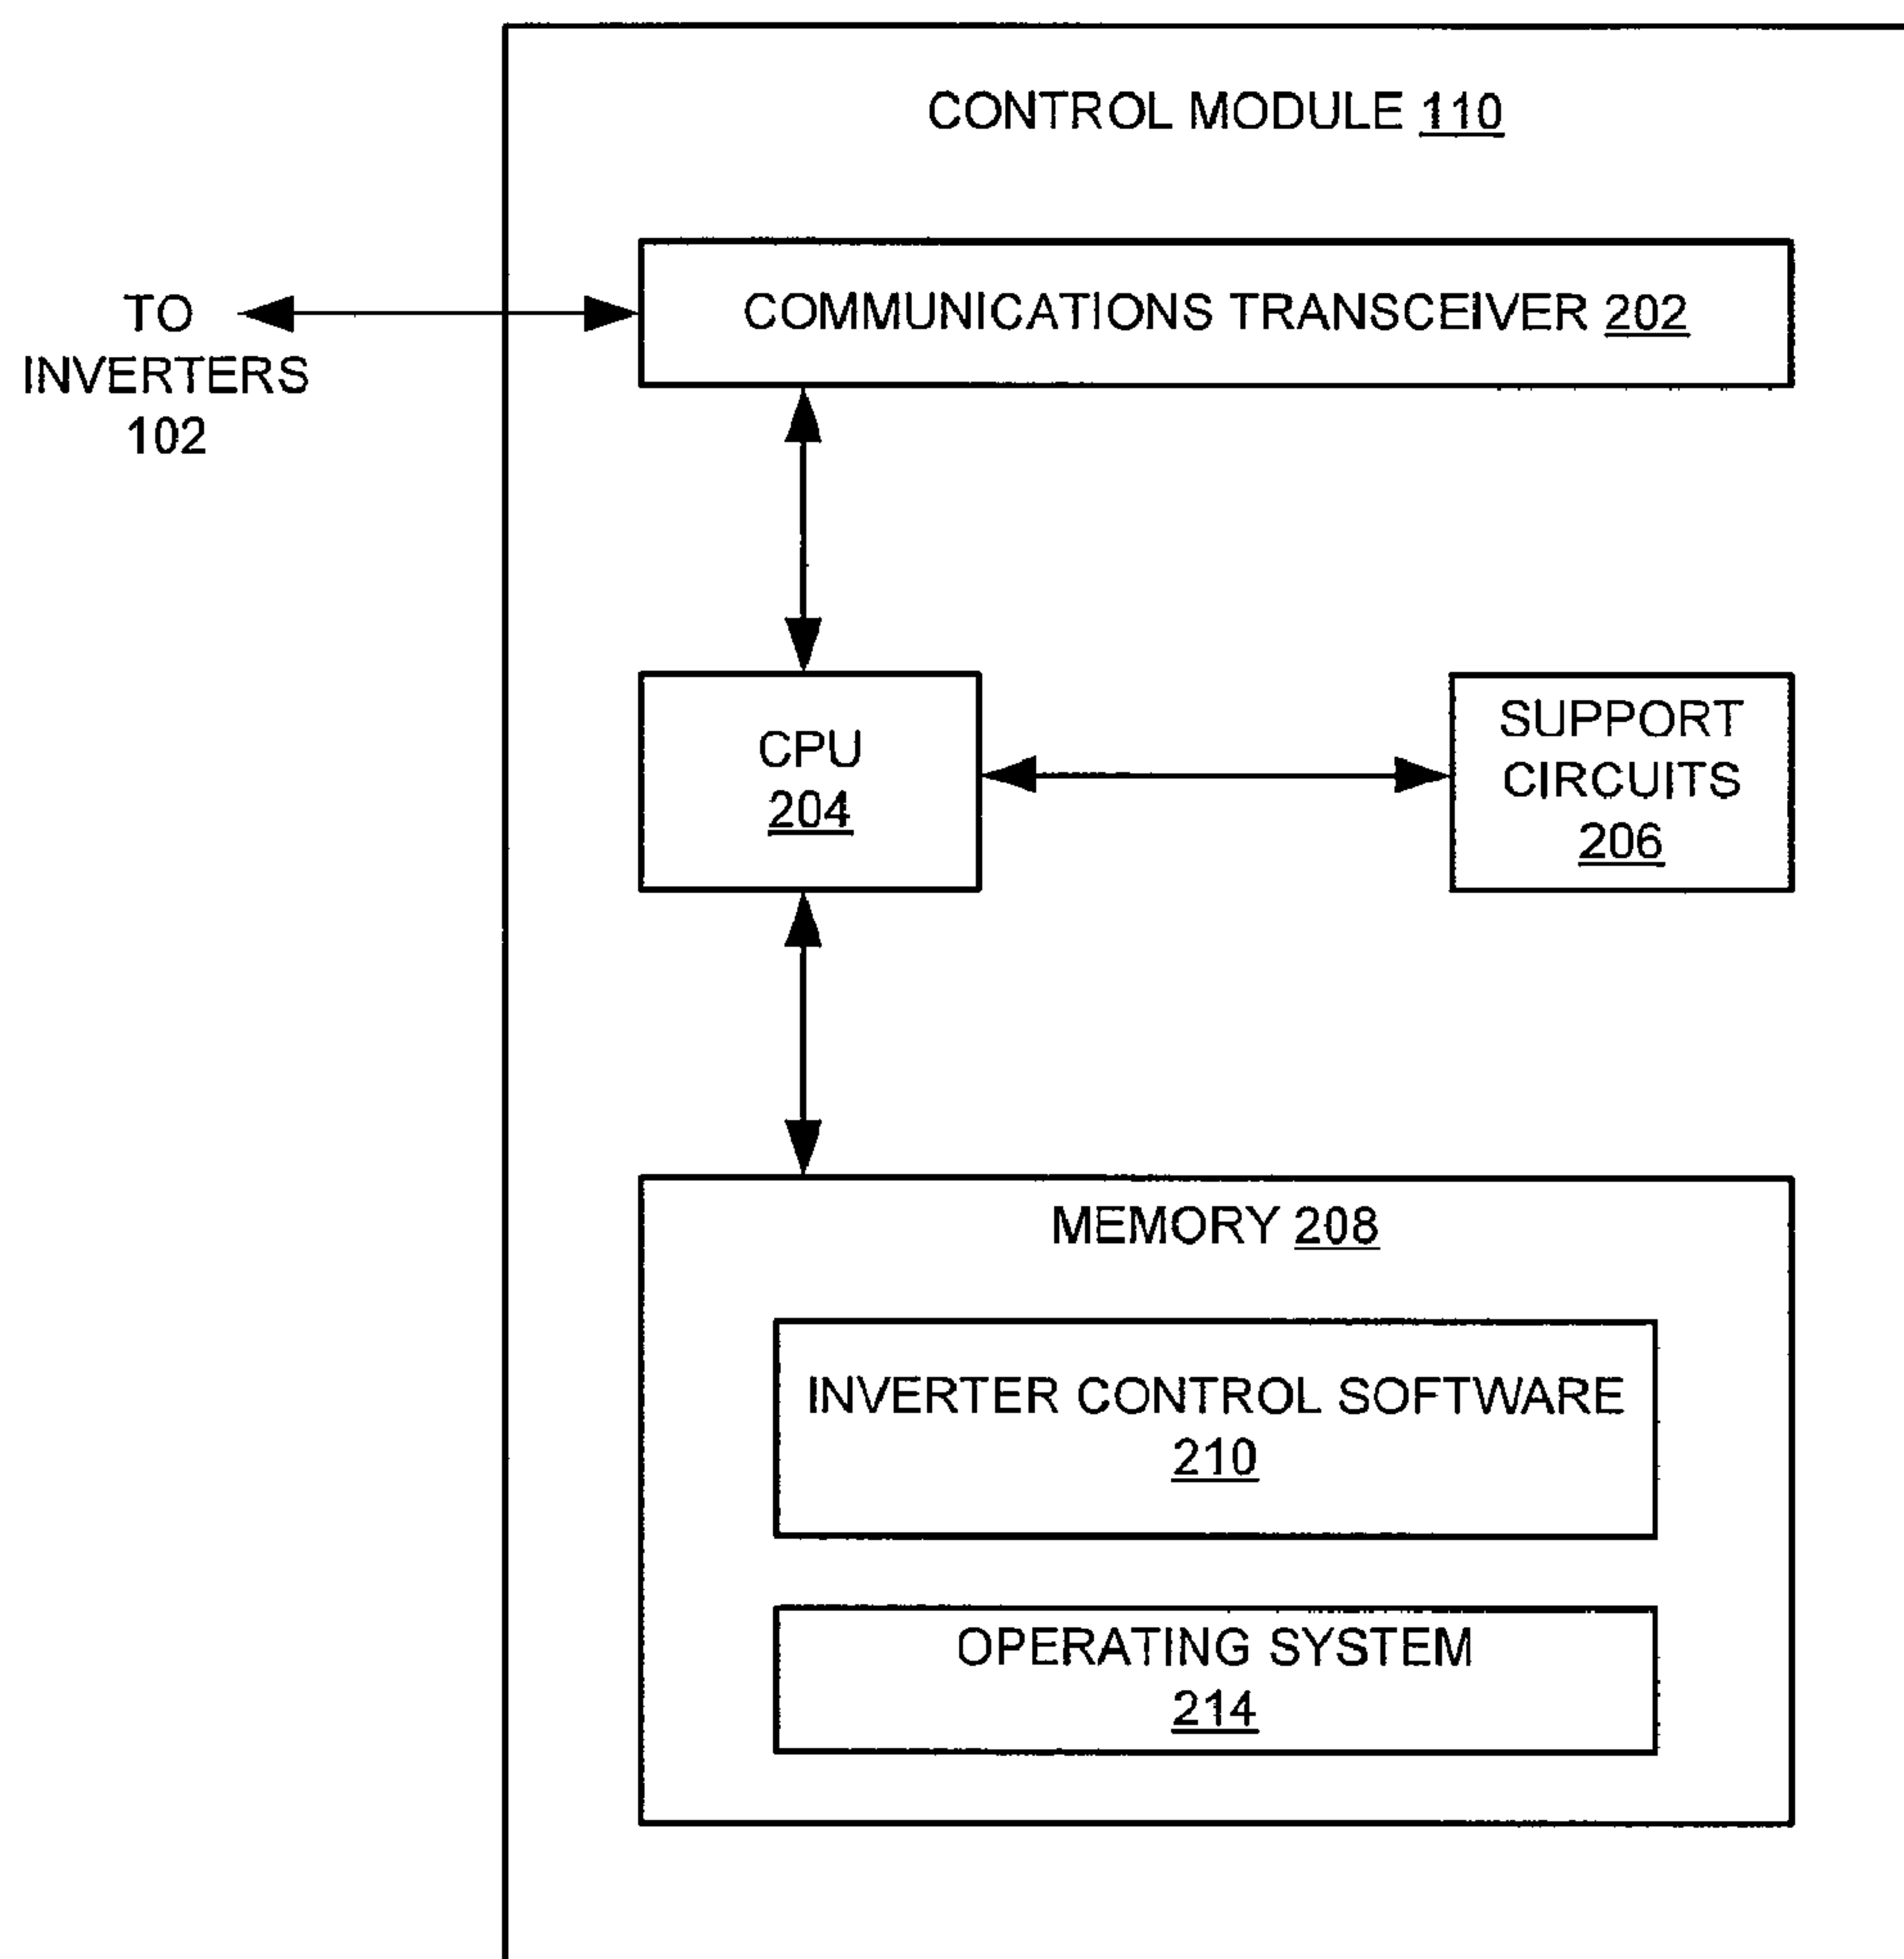 CONTROL MODULE 110
COMMUNICATIONS TRANSCEIVER 202
TO
INVERTERS
102
CPU
204
SUPPORT
CIRCUITS
206
MEMORY 208
INVERTER CONTROL SOFTWARE
210
OPERATING SYSTEM
214